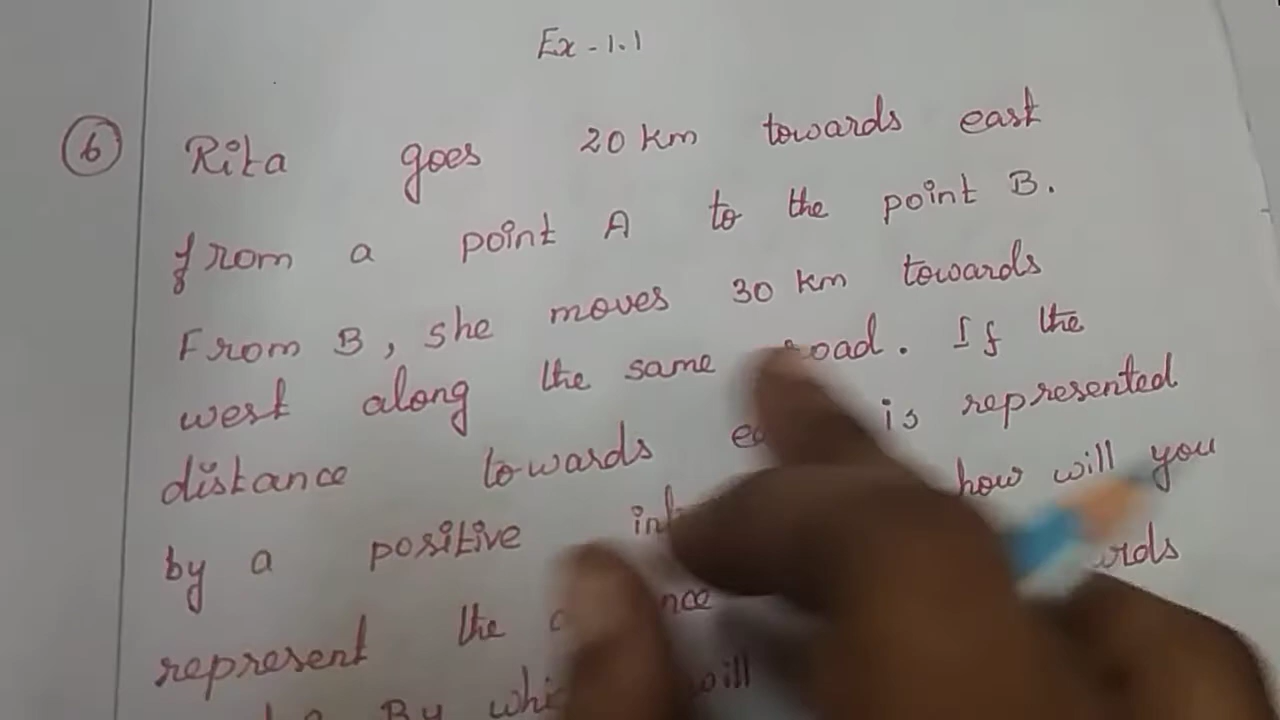 Ex - 1.1
6 Rita goes 20 km towards east
from a point A to the point B.
From B, she moves 30 km towards
west along the same road. If the
distance towards is represented
by a positive how will you
represent the
By will